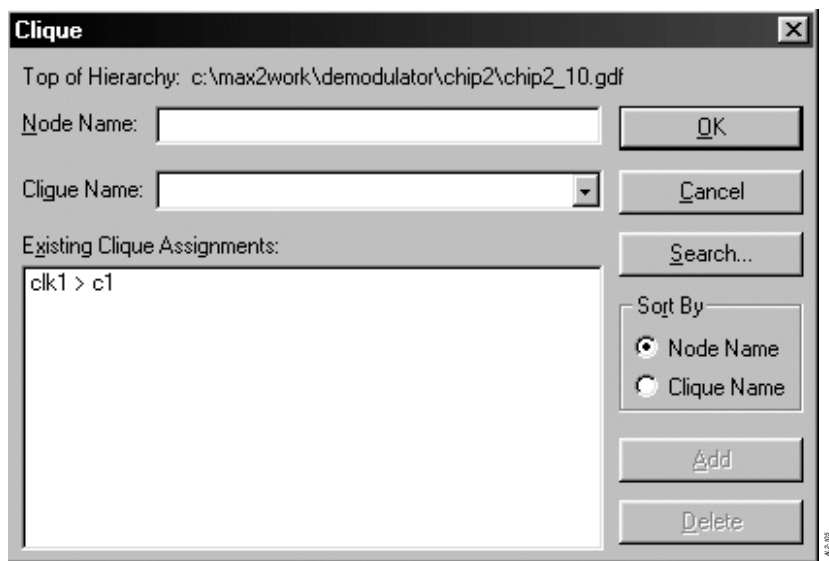 Clique
Top of Hierarchy: c:\max2work\demodulator\chip2\chip2_10.gdf
Node Name:
OK
Clique Name:
Cancel
Existing Clique Assignments:
Search...
clk1 > c1
Sort By
Node Name
Clique Name
Add
Delete